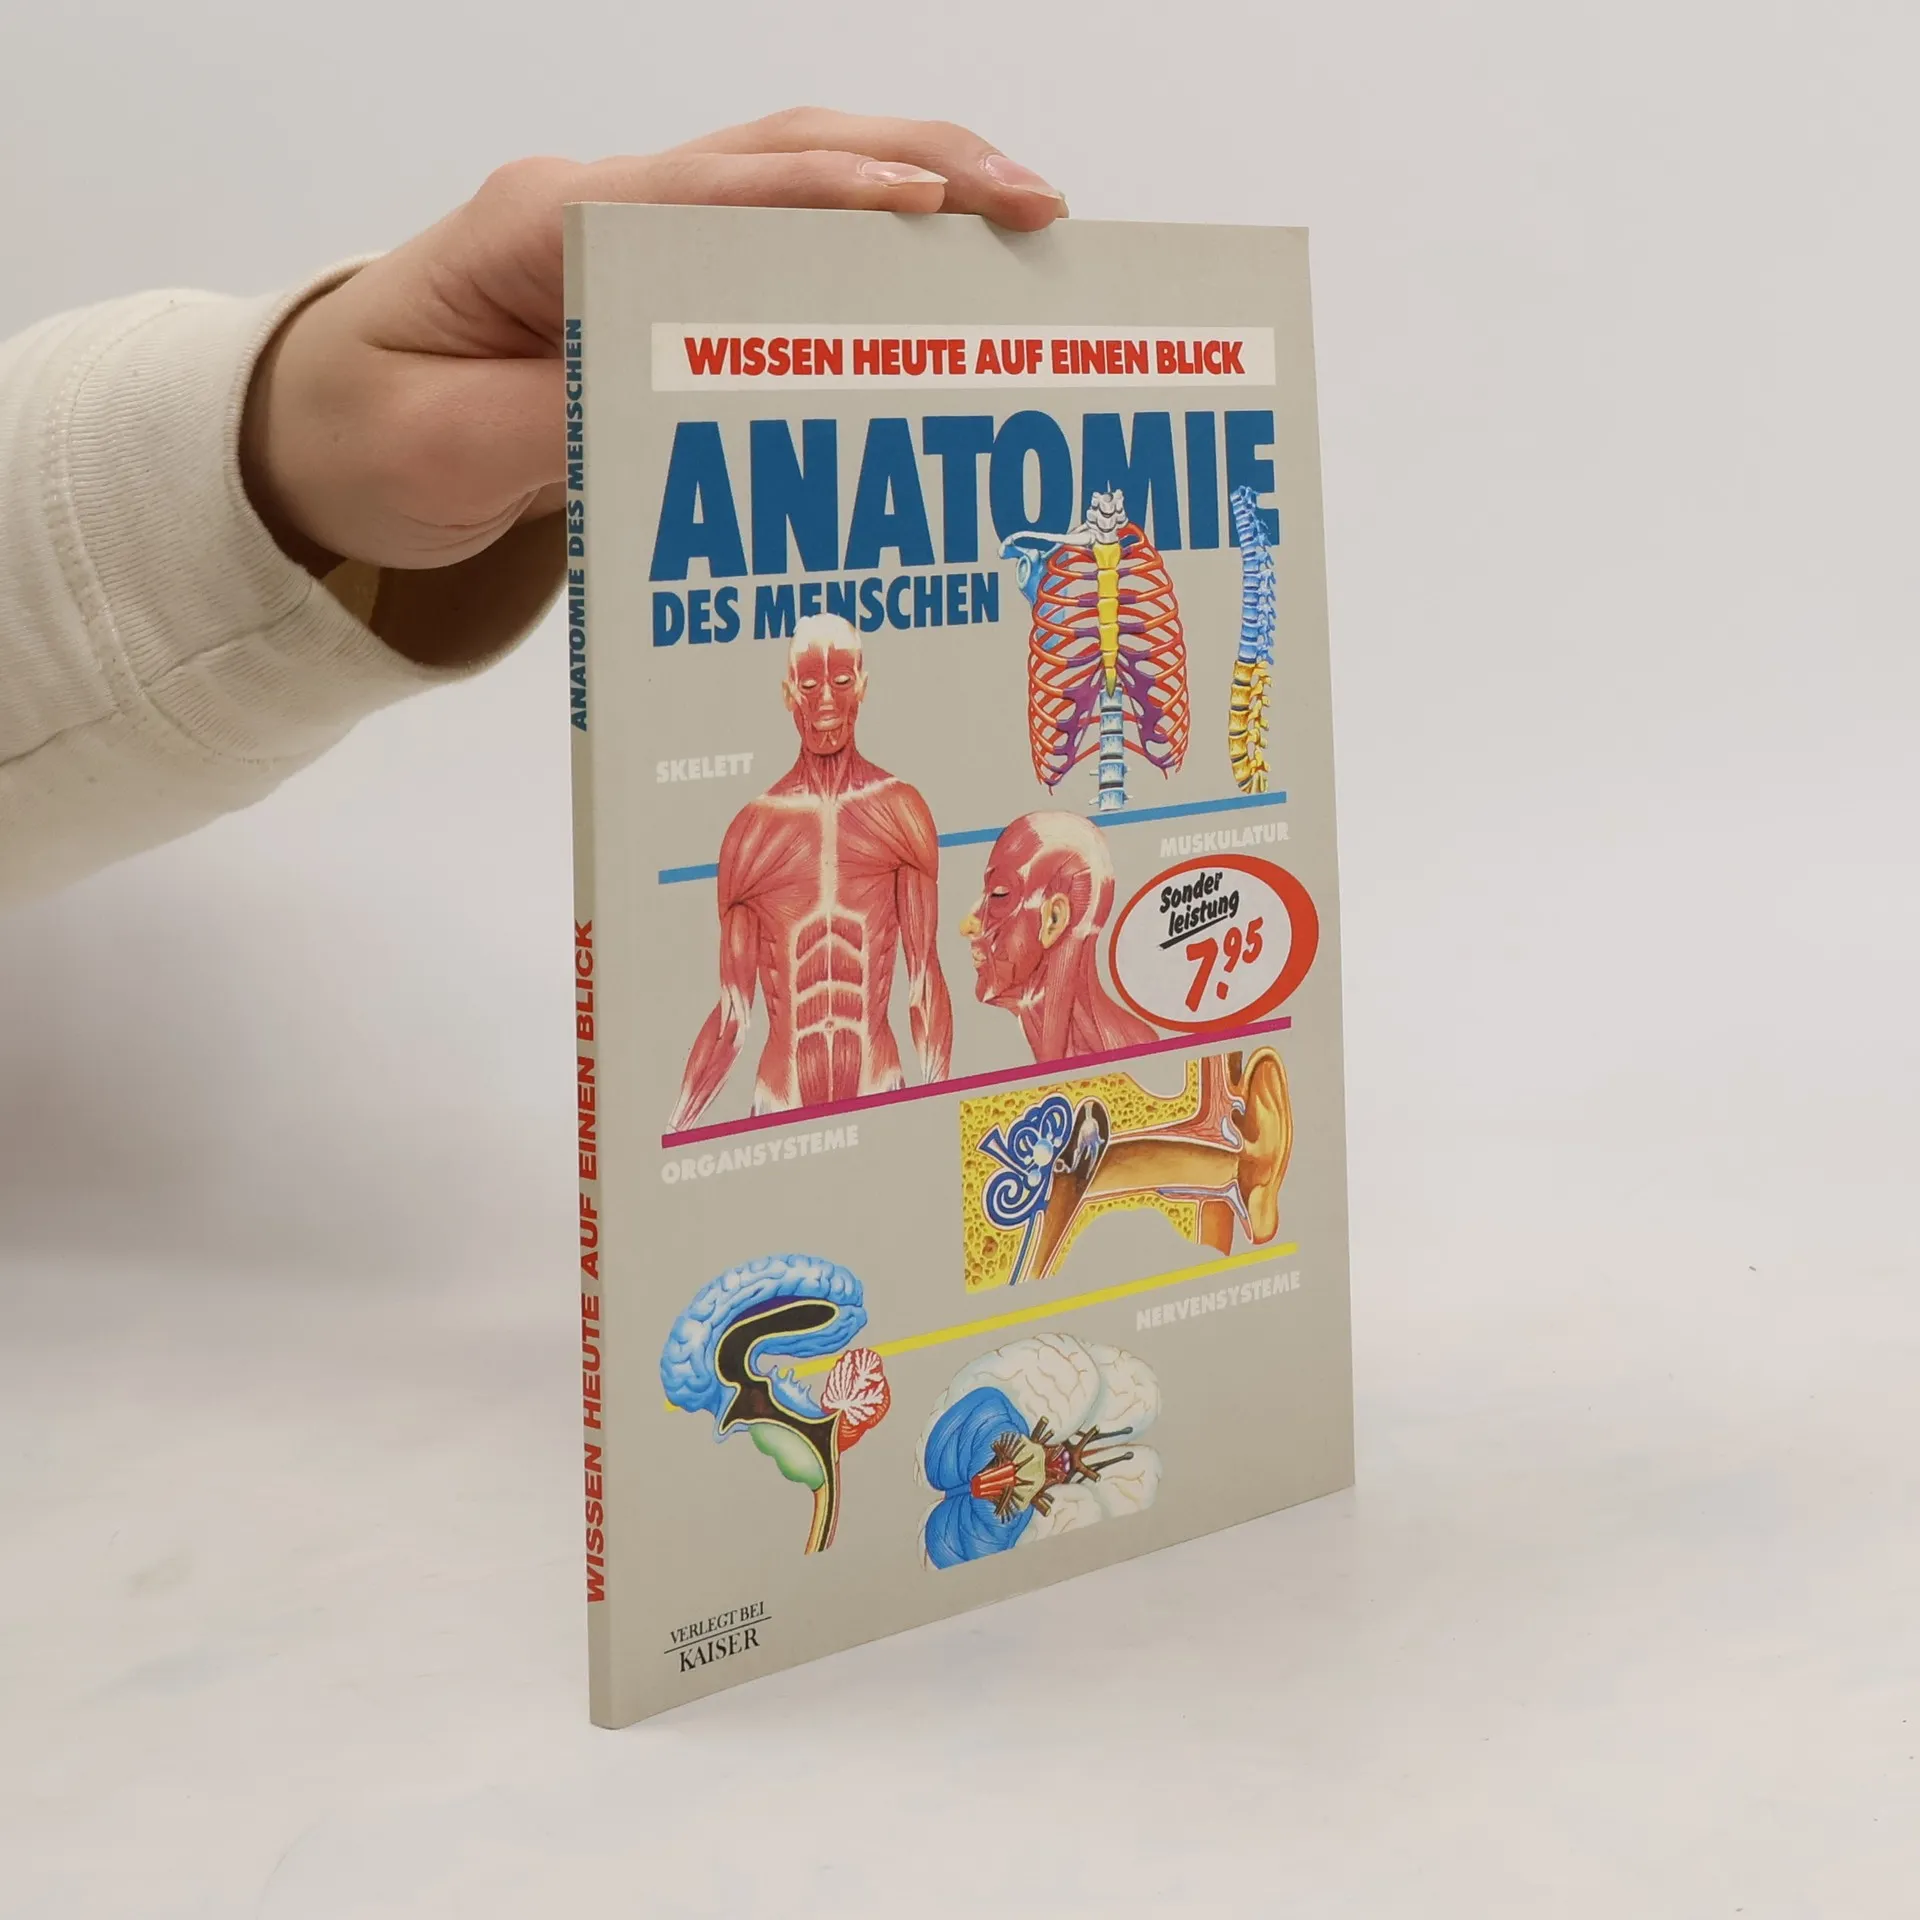 WISSEN HEUTE AUF EINEN BLICK
ANATOMIE
DES MENSCHEN
SKELETT
MUSKULATUR
Sonder
leistung
7.95
ORGANSYSTEME
NERVENSYSTEME
VERLEGT BEI
KAISER
ANATOMIE DES MENSCHEN
WISSEN HEUTE AUF EINEN BLICK